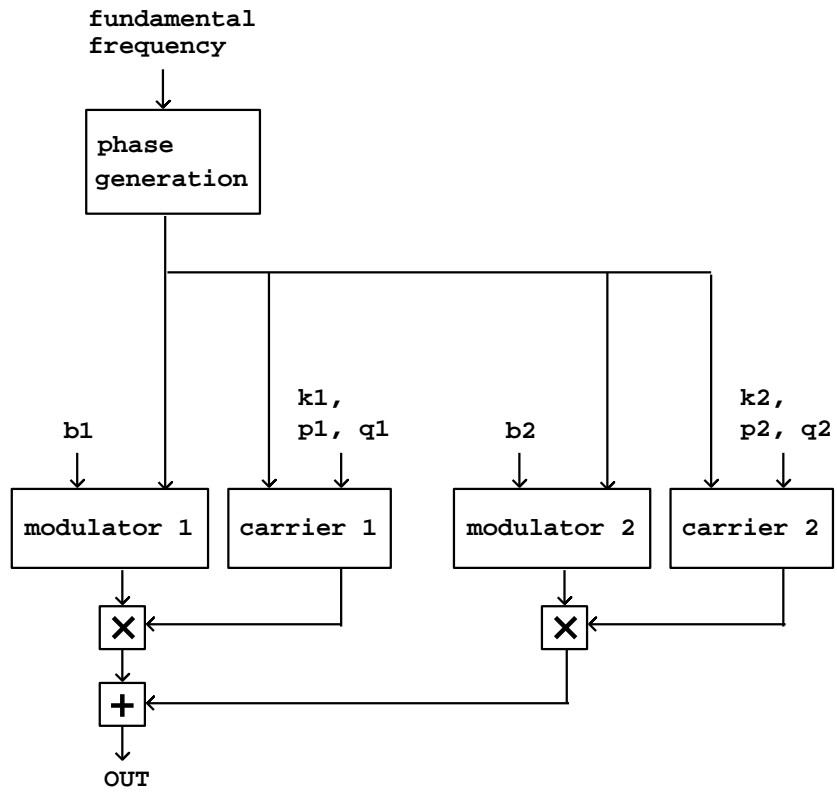 fundamental
frequency
phase
generation
k1,
p1, q1
k2,
p2, q2
b1
b2
modulator 1
carrier 1
modulator 2
carrier 2
×
×
+
OUT